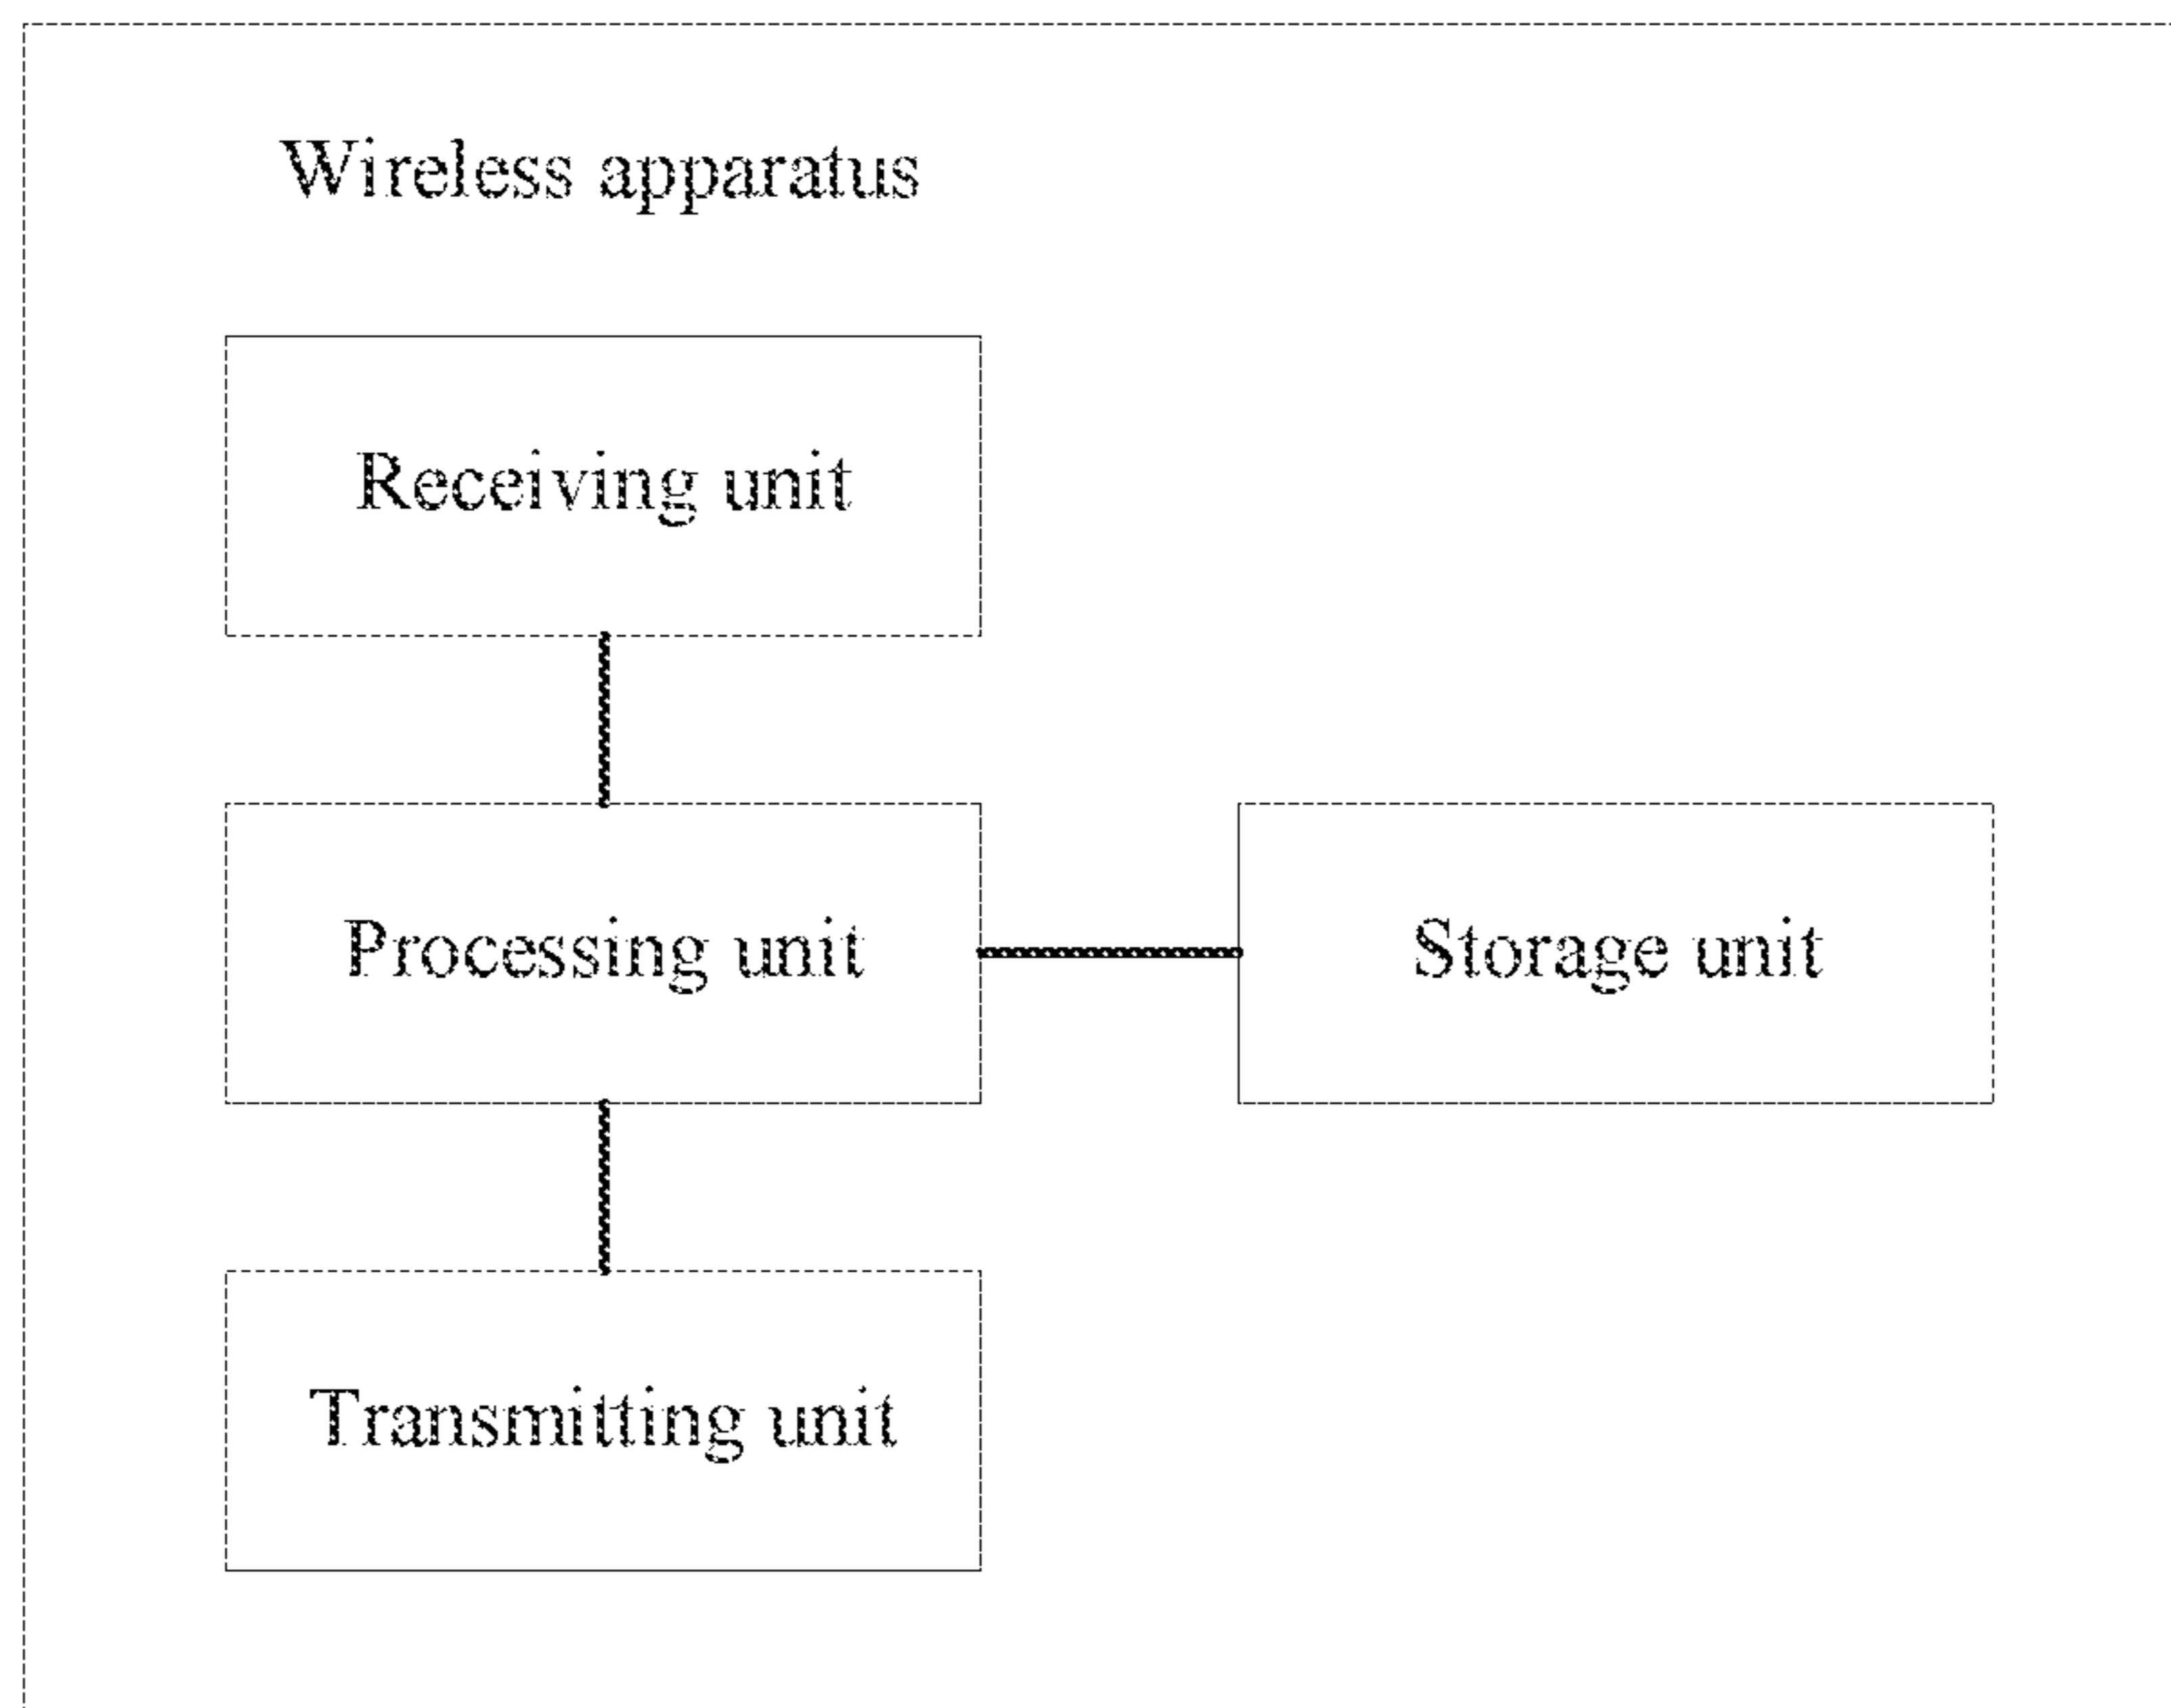 Wireless apparatus
Receiving unit
Processing unit
Storage unit
Transmitting unit